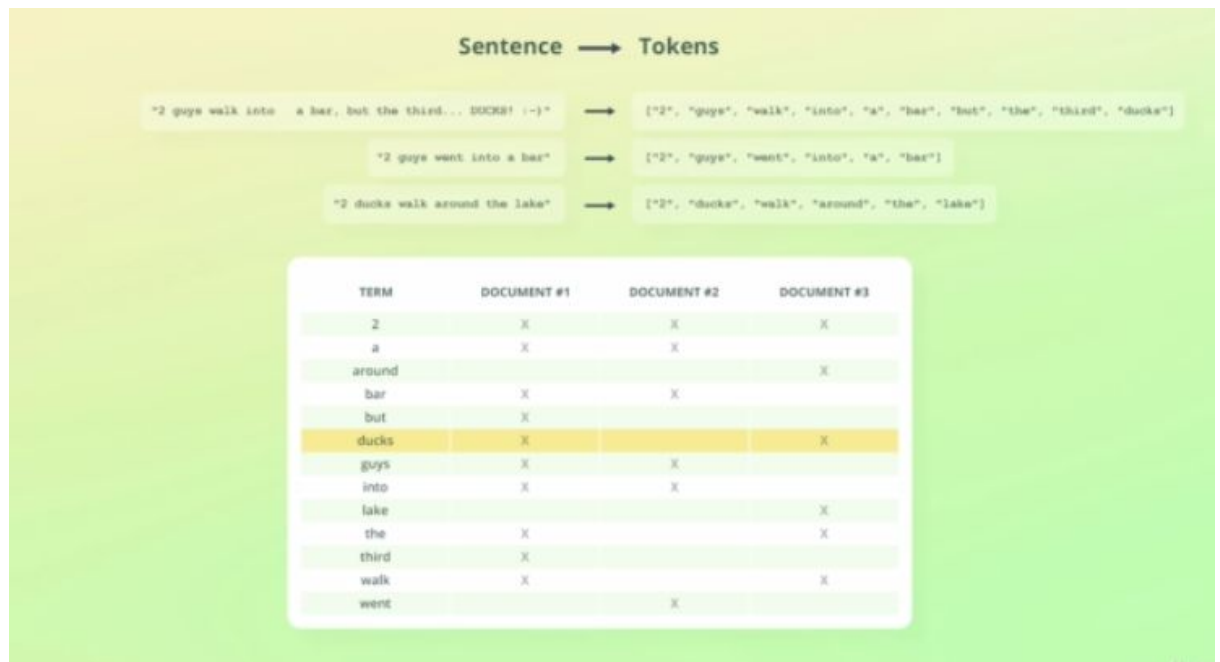 Sentence → Tokens
"2 guys walk into   a bar, but the third... DUCKS! :-)" → ["2", "guys", "walk", "into", "a", "bar", "but", "the", "third", "ducks"]
"2 guys went into a bar" → ["2", "guys", "went", "into", "a", "bar"]
"2 ducks walk around the lake" → ["2", "ducks", "walk", "around", "the", "lake"]
TERM DOCUMENT #1 DOCUMENT #2 DOCUMENT #3
2 X X X
a X X
around X
bar X X
but X
ducks X X
guys X X
into X X
lake X
the X X
third X
walk X X
went X